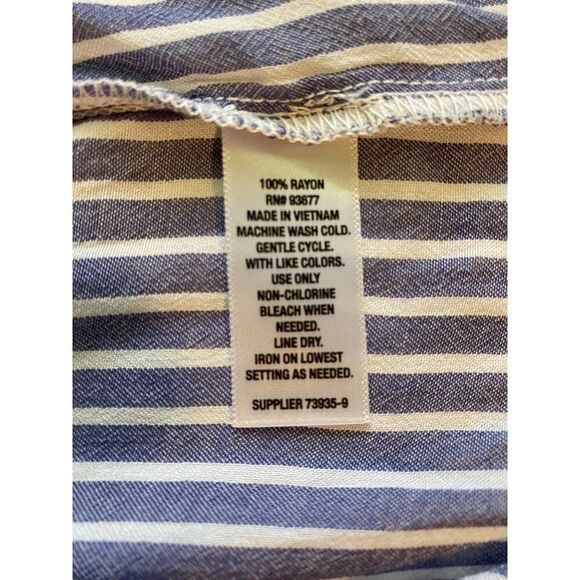 100% RAYON
RN# 93677
MADE IN VIETNAM
MACHINE WASH COLD.
GENTLE CYCLE.
WITH LIKE COLORS.
USE ONLY
NON-CHLORINE
BLEACH WHEN
NEEDED.
LINE DRY.
IRON ON LOWEST
SETTING AS NEEDED.
SUPPLIER 73935-9